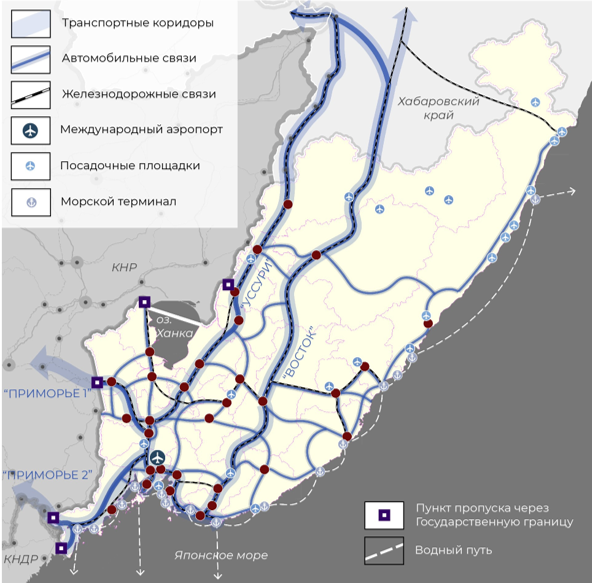 Транспортные коридоры
Автомобильные связи
Железнодорожные связи
Международный аэропорт
Посадочные площадки
Морской терминал
Хабаровский
край
КНР
"УССУРИ"
оз.
Ханка
"ВОСТОК"
"ПРИМОРЬЕ 1"
"ПРИМОРЬЕ 2"
Пункт пропуска через
Государственную границу
Водный путь
КНДР
Японское море